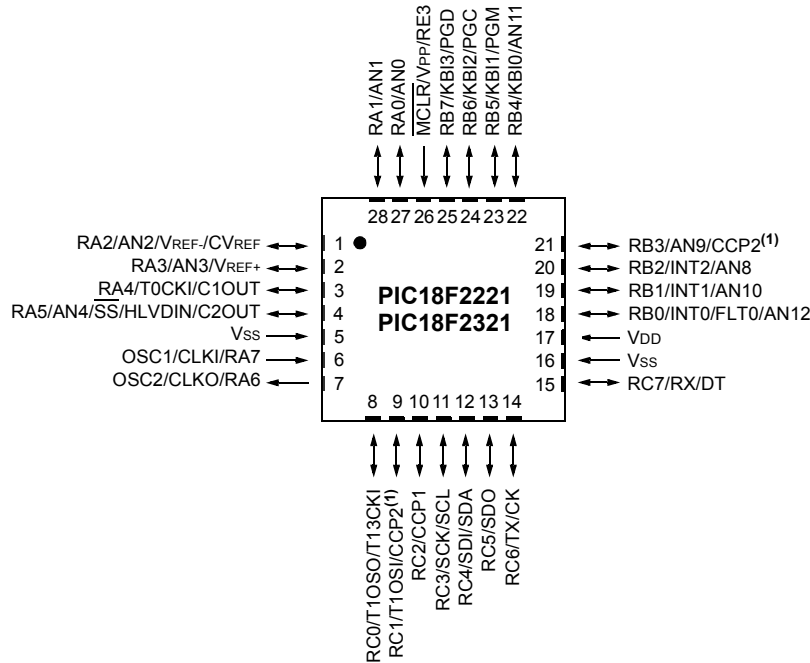 RA1/AN1
RA0/AN0
MCLR/VPP/RE3
RB7/KBI3/PGD
RB6/KBI2/PGC
RB5/KBI1/PGM
RB4/KBI0/AN11
28 27 26 25 24 23 22
RA2/AN2/VREF-/CVREF
RA3/AN3/VREF+
RA4/T0CKI/C1OUT
RA5/AN4/SS/HLVDIN/C2OUT
VSS
OSC1/CLKI/RA7
OSC2/CLKO/RA6
1
2
3
4
5
6
7
PIC18F2221
PIC18F2321
21
20
19
18
17
16
15
RB3/AN9/CCP2(1)
RB2/INT2/AN8
RB1/INT1/AN10
RB0/INT0/FLT0/AN12
VDD
VSS
RC7/RX/DT
8 9 10 11 12 13 14
RC0/T1OSO/T13CKI
RC1/T1OSI/CCP2(1)
RC2/CCP1
RC3/SCK/SCL
RC4/SDI/SDA
RC5/SDO
RC6/TX/CK